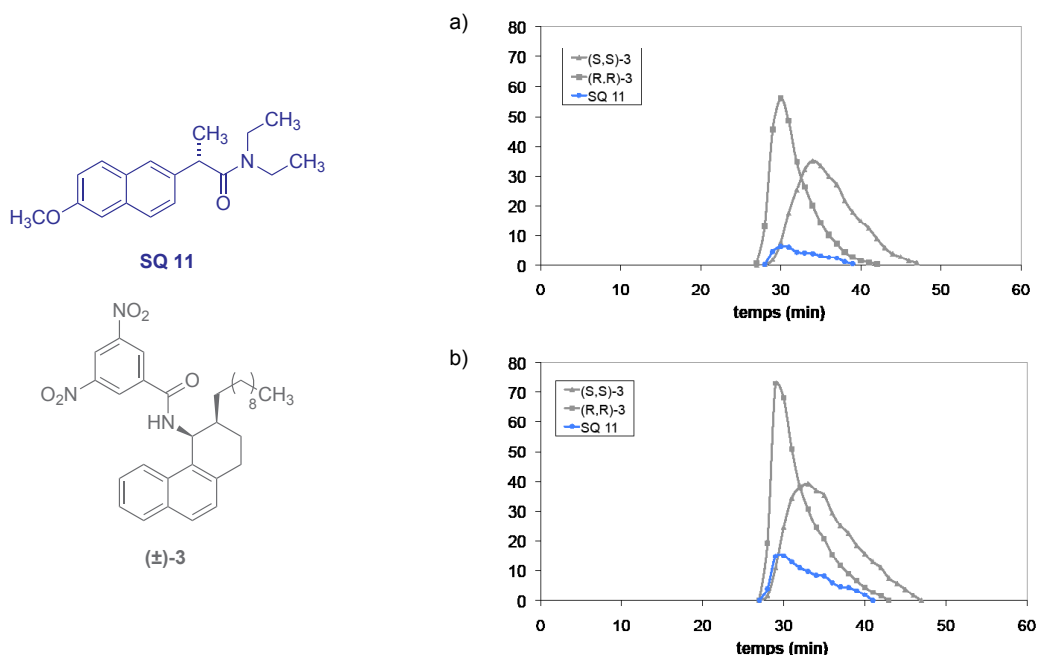 CH₃
CH₃
N
CH₃
O
H₃CO
SQ 11
NO₂
O₂N
O
HN
( )₈CH₃
(±)-3
a)
80
70
60
50
40
30
20
10
0
(S,S)-3
(R.R)-3
SQ 11
0 10 20 30 40 50 60
temps (min)
b)
80
70
60
50
40
30
20
10
0
(S,S)-3
(R,R)-3
SQ 11
0 10 20 30 40 50 60
temps (min)